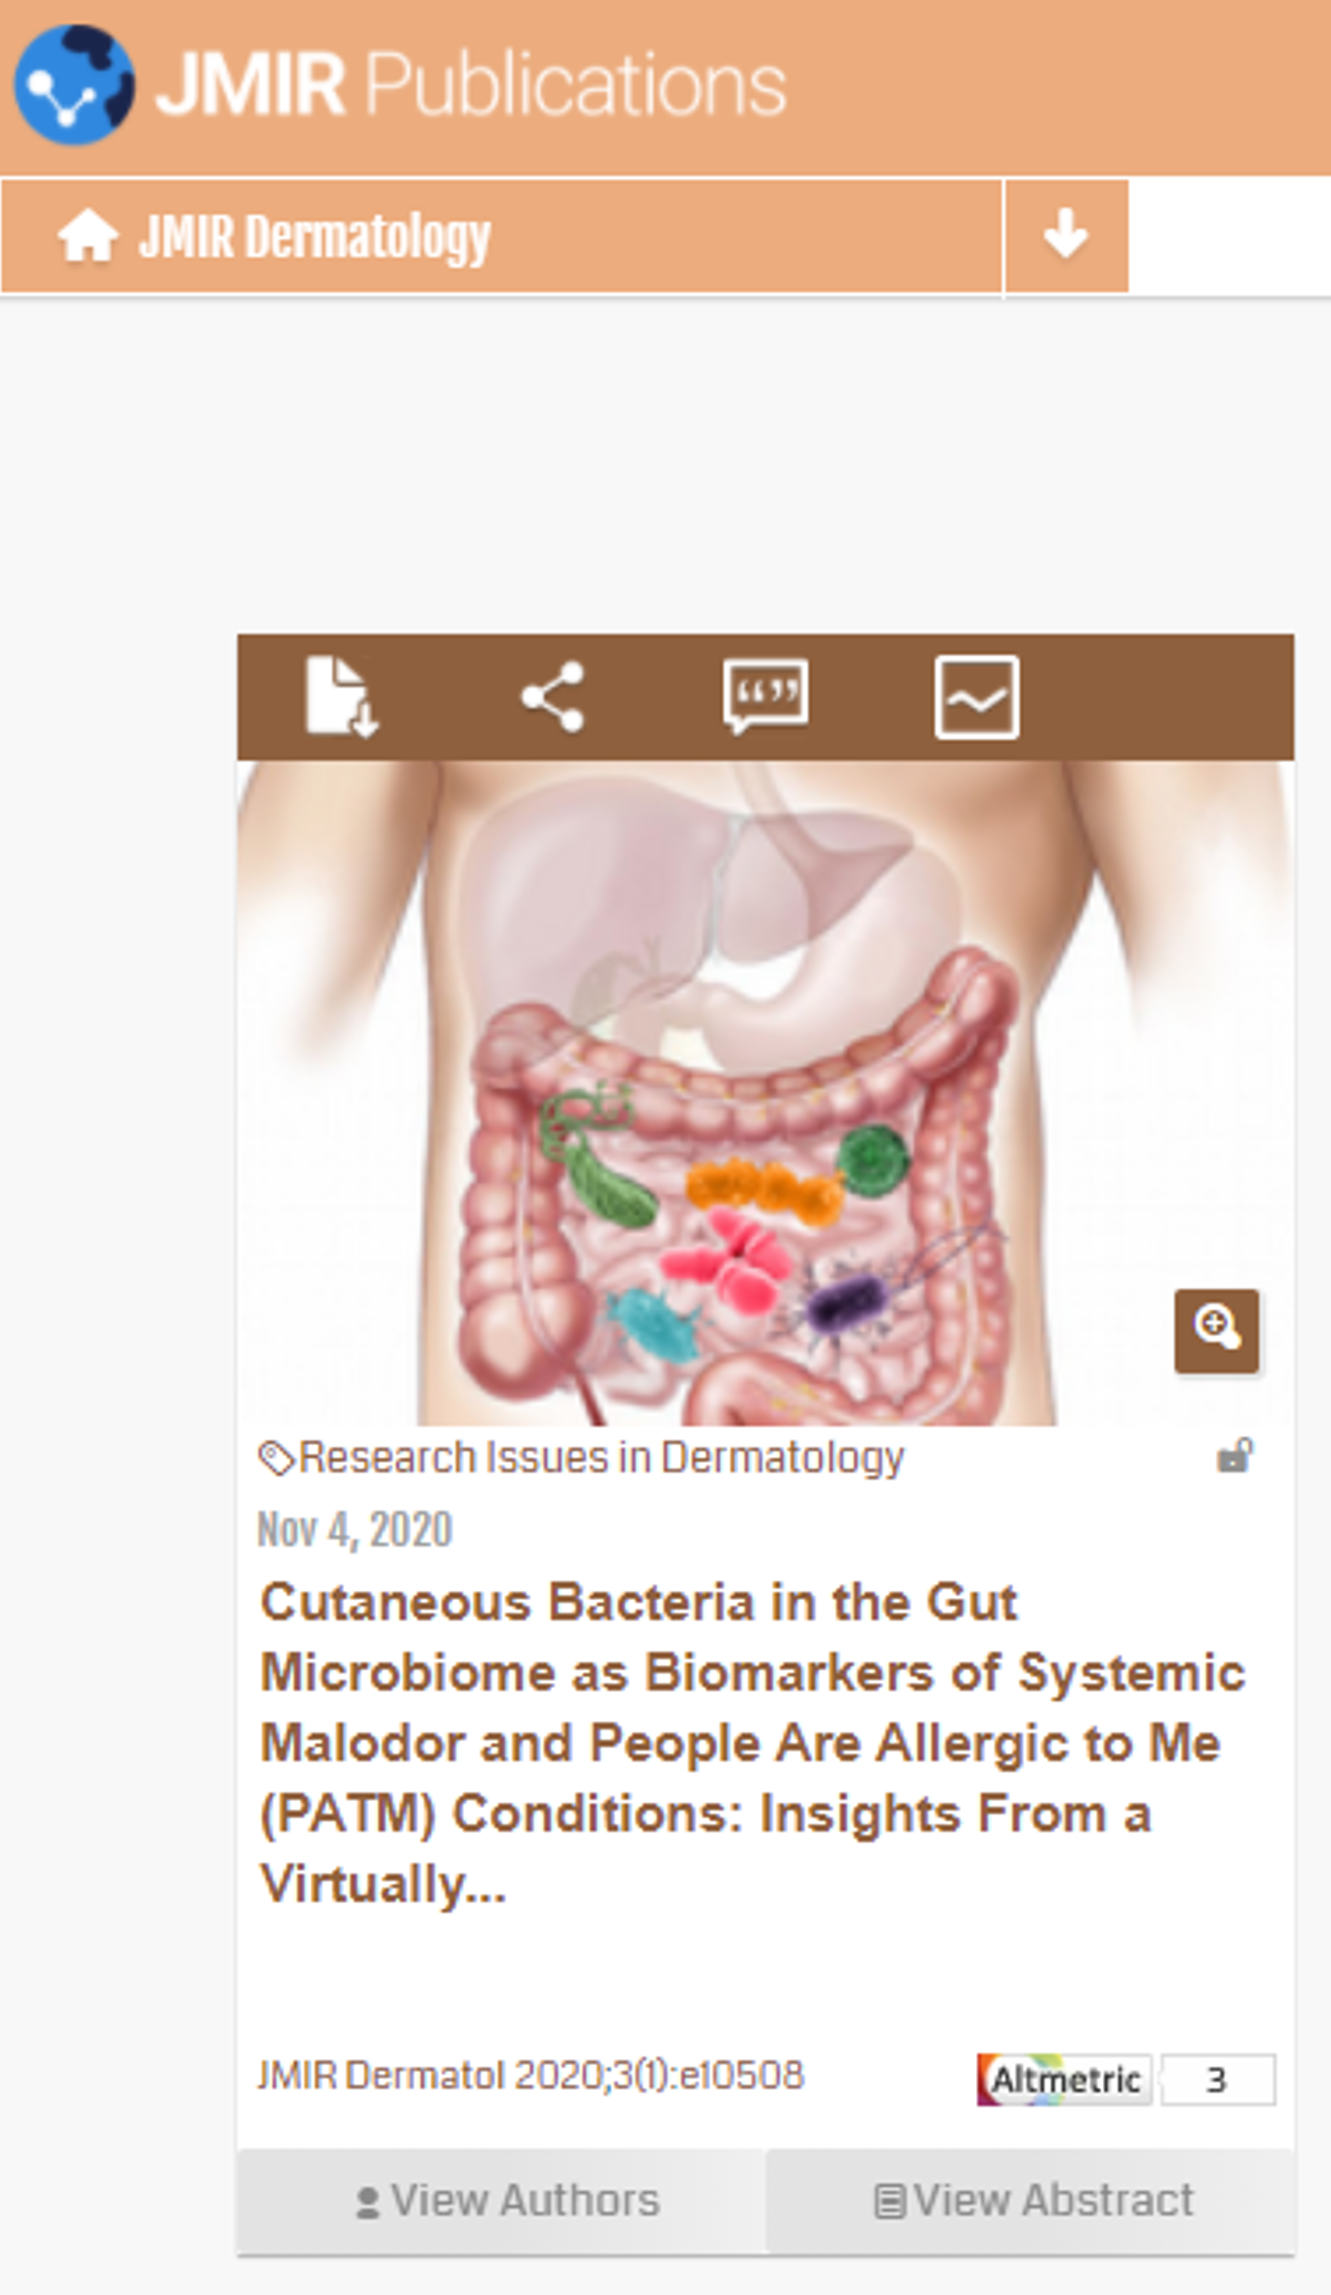 JMIR Publications
JMIR Dermatology
Research Issues in Dermatology
Nov 4, 2020
Cutaneous Bacteria in the Gut
Microbiome as Biomarkers of Systemic
Malodor and People Are Allergic to Me
(PATM) Conditions: Insights From a
Virtually...
JMIR Dermatol 2020;3(1):e10508
Altmetric 3
View Authors View Abstract